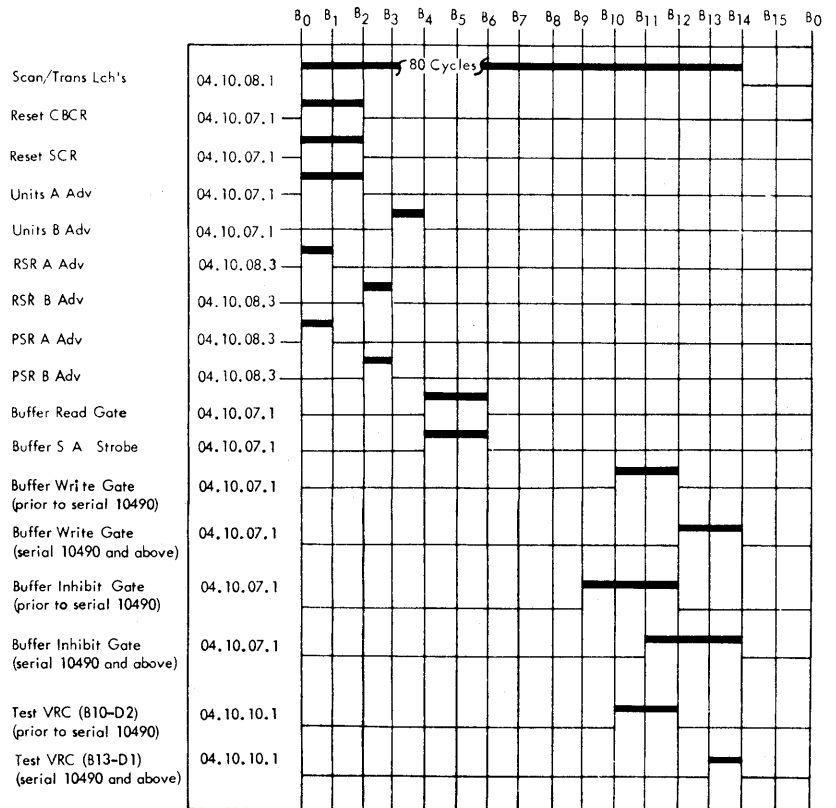 B0 B1 B2 B3 B4 B5 B6 B7 B8 B9 B10 B11 B12 B13 B14 B15 B0
Scan/Trans Lch's 04.10.08.1 80 Cycles
Reset CBCR 04.10.07.1
Reset SCR 04.10.07.1
Units A Adv 04.10.07.1
Units B Adv 04.10.07.1
RSR A Adv 04.10.08.3
RSR B Adv 04.10.08.3
PSR A Adv 04.10.08.3
PSR B Adv 04.10.08.3
Buffer Read Gate 04.10.07.1
Buffer S A Strobe 04.10.07.1
Buffer Write Gate 04.10.07.1
(prior to serial 10490)
Buffer Write Gate 04.10.07.1
(serial 10490 and above)
Buffer Inhibit Gate 04.10.07.1
(prior to serial 10490)
Buffer Inhibit Gate 04.10.07.1
(serial 10490 and above)
Test VRC (B10-D2) 04.10.10.1
(prior to serial 10490)
Test VRC (B13-D1) 04.10.10.1
(serial 10490 and above)